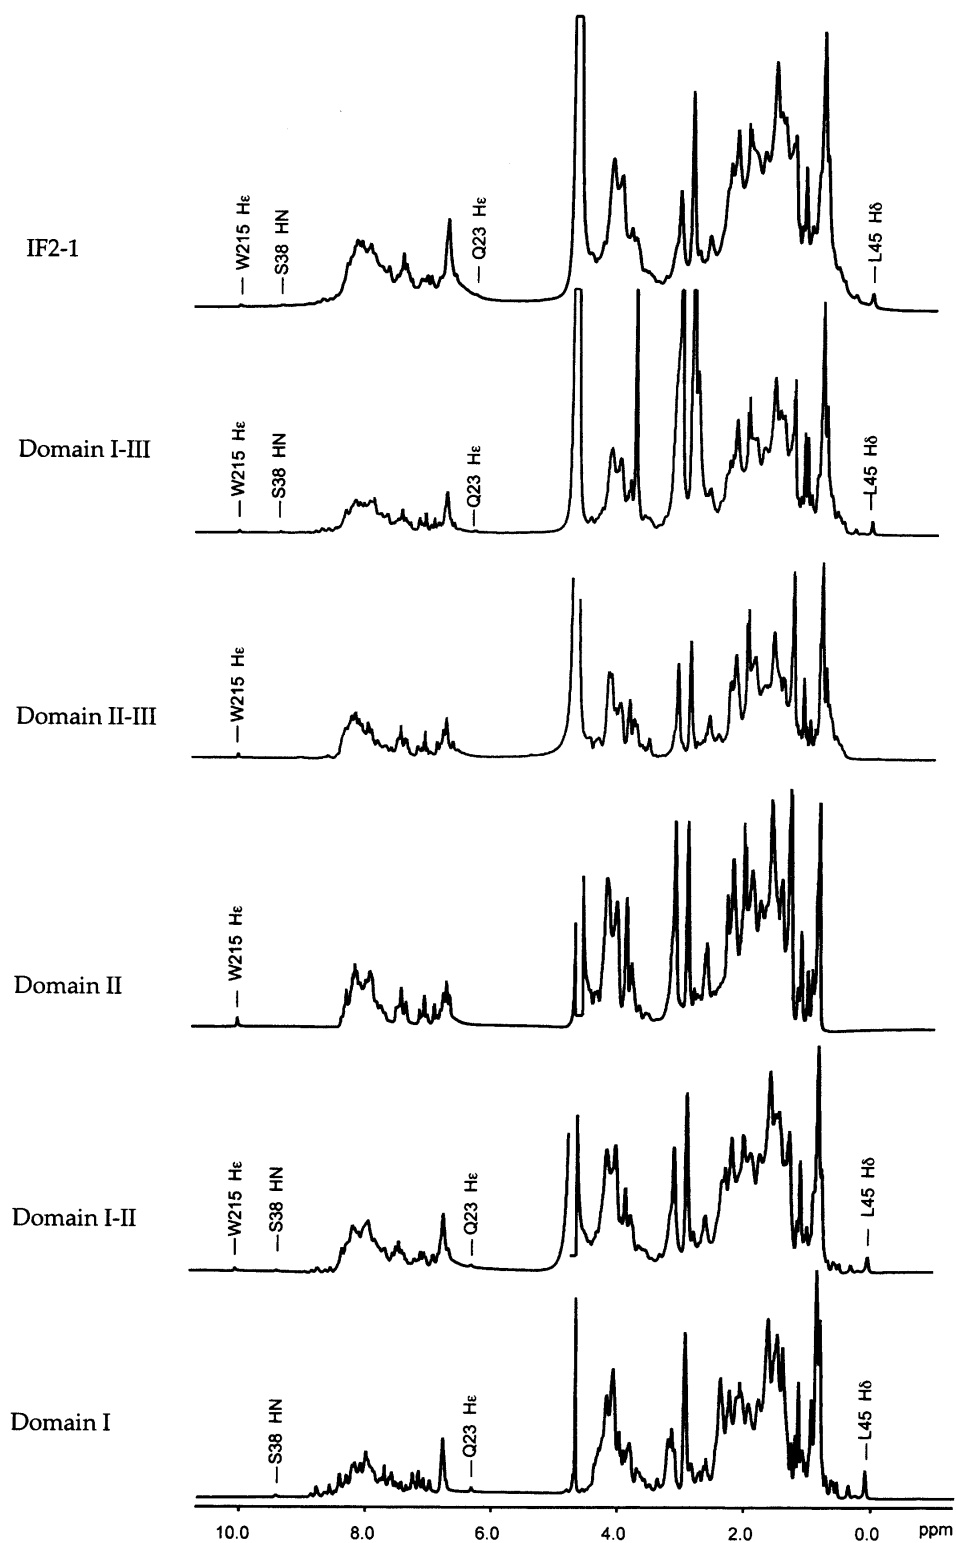 IF2-1
W215 Hε
S38 HN
Q23 Hε
L45 Hδ
Domain I-III
W215 Hε
S38 HN
Q23 Hε
L45 Hδ
Domain II-III
W215 Hε
Domain II
W215 Hε
Domain I-II
W215 Hε
S38 HN
Q23 Hε
L45 Hδ
Domain I
S38 HN
Q23 Hε
L45 Hδ
10.0 8.0 6.0 4.0 2.0 0.0 ppm